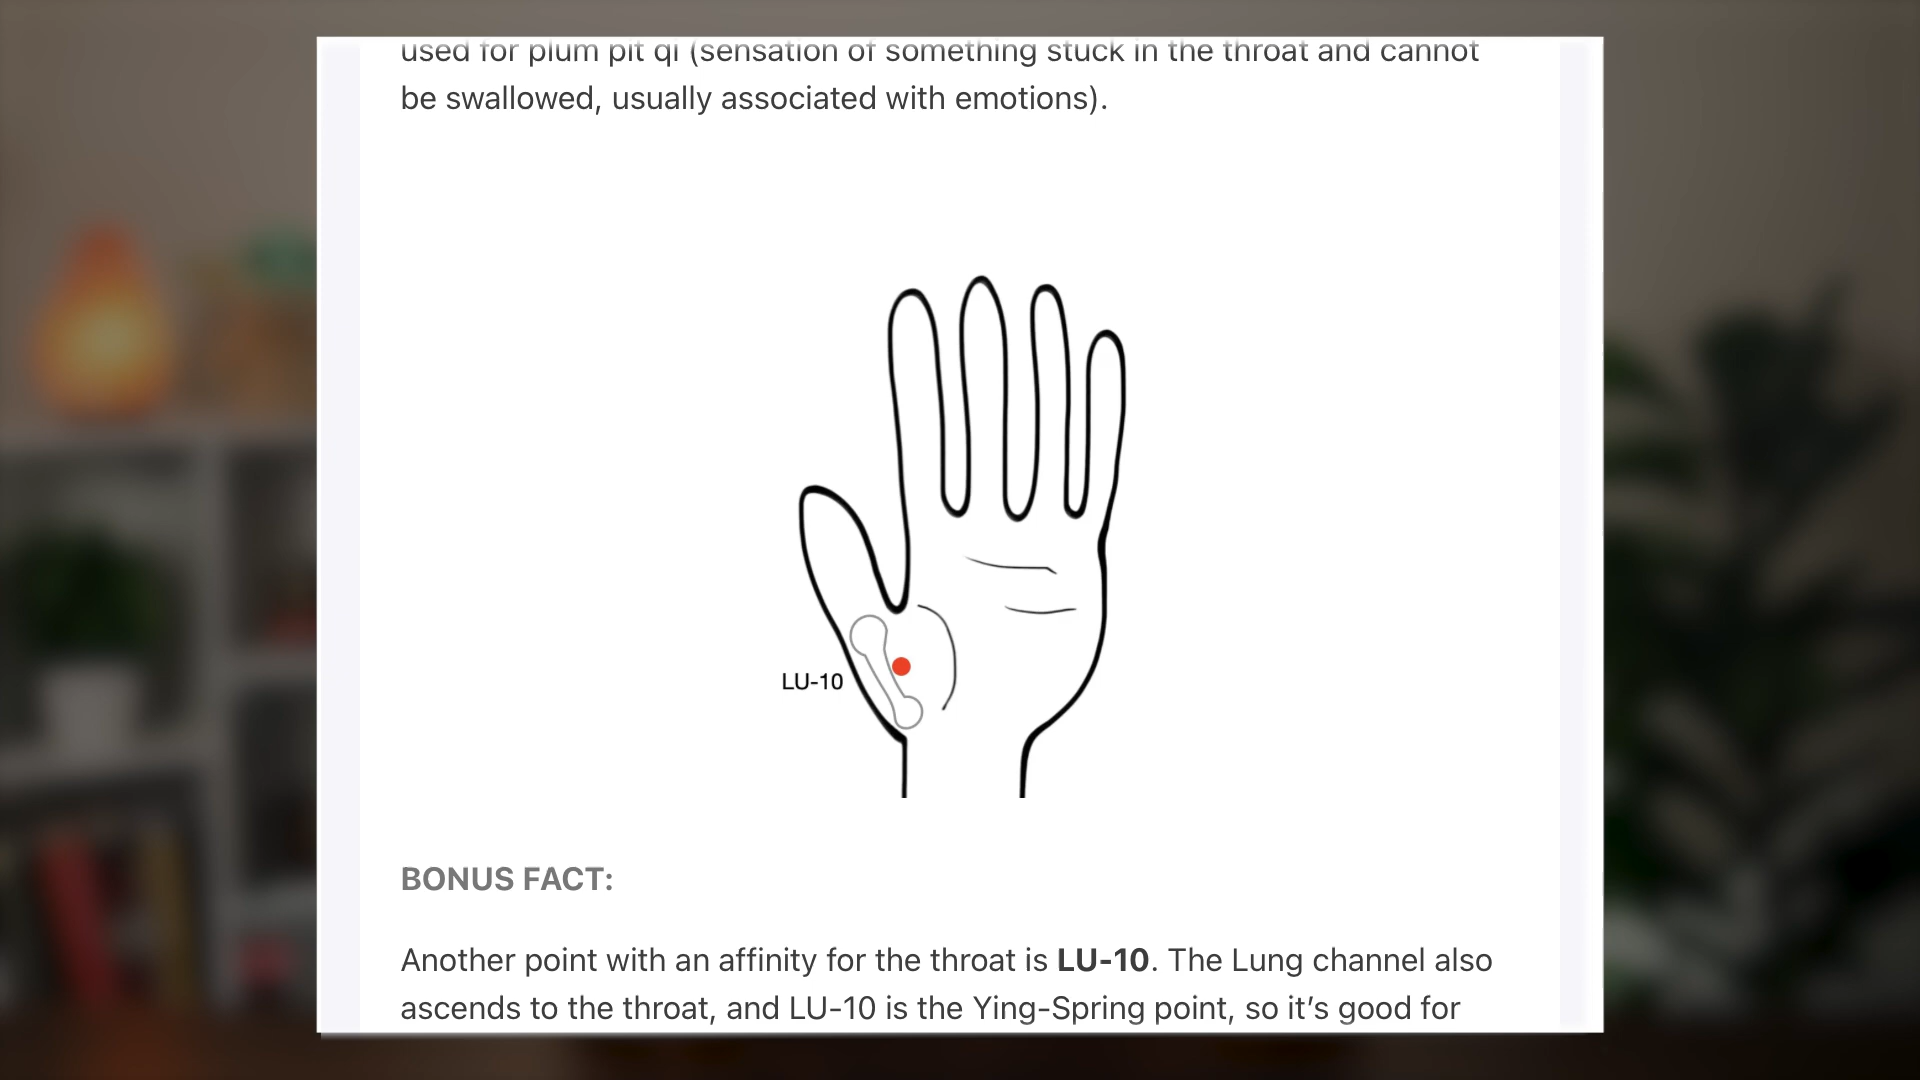 used for plum pit qi (sensation of something stuck in the throat and cannot
be swallowed, usually associated with emotions).
LU-10
BONUS FACT:
Another point with an affinity for the throat is LU-10. The Lung channel also
ascends to the throat, and LU-10 is the Ying-Spring point, so it’s good for